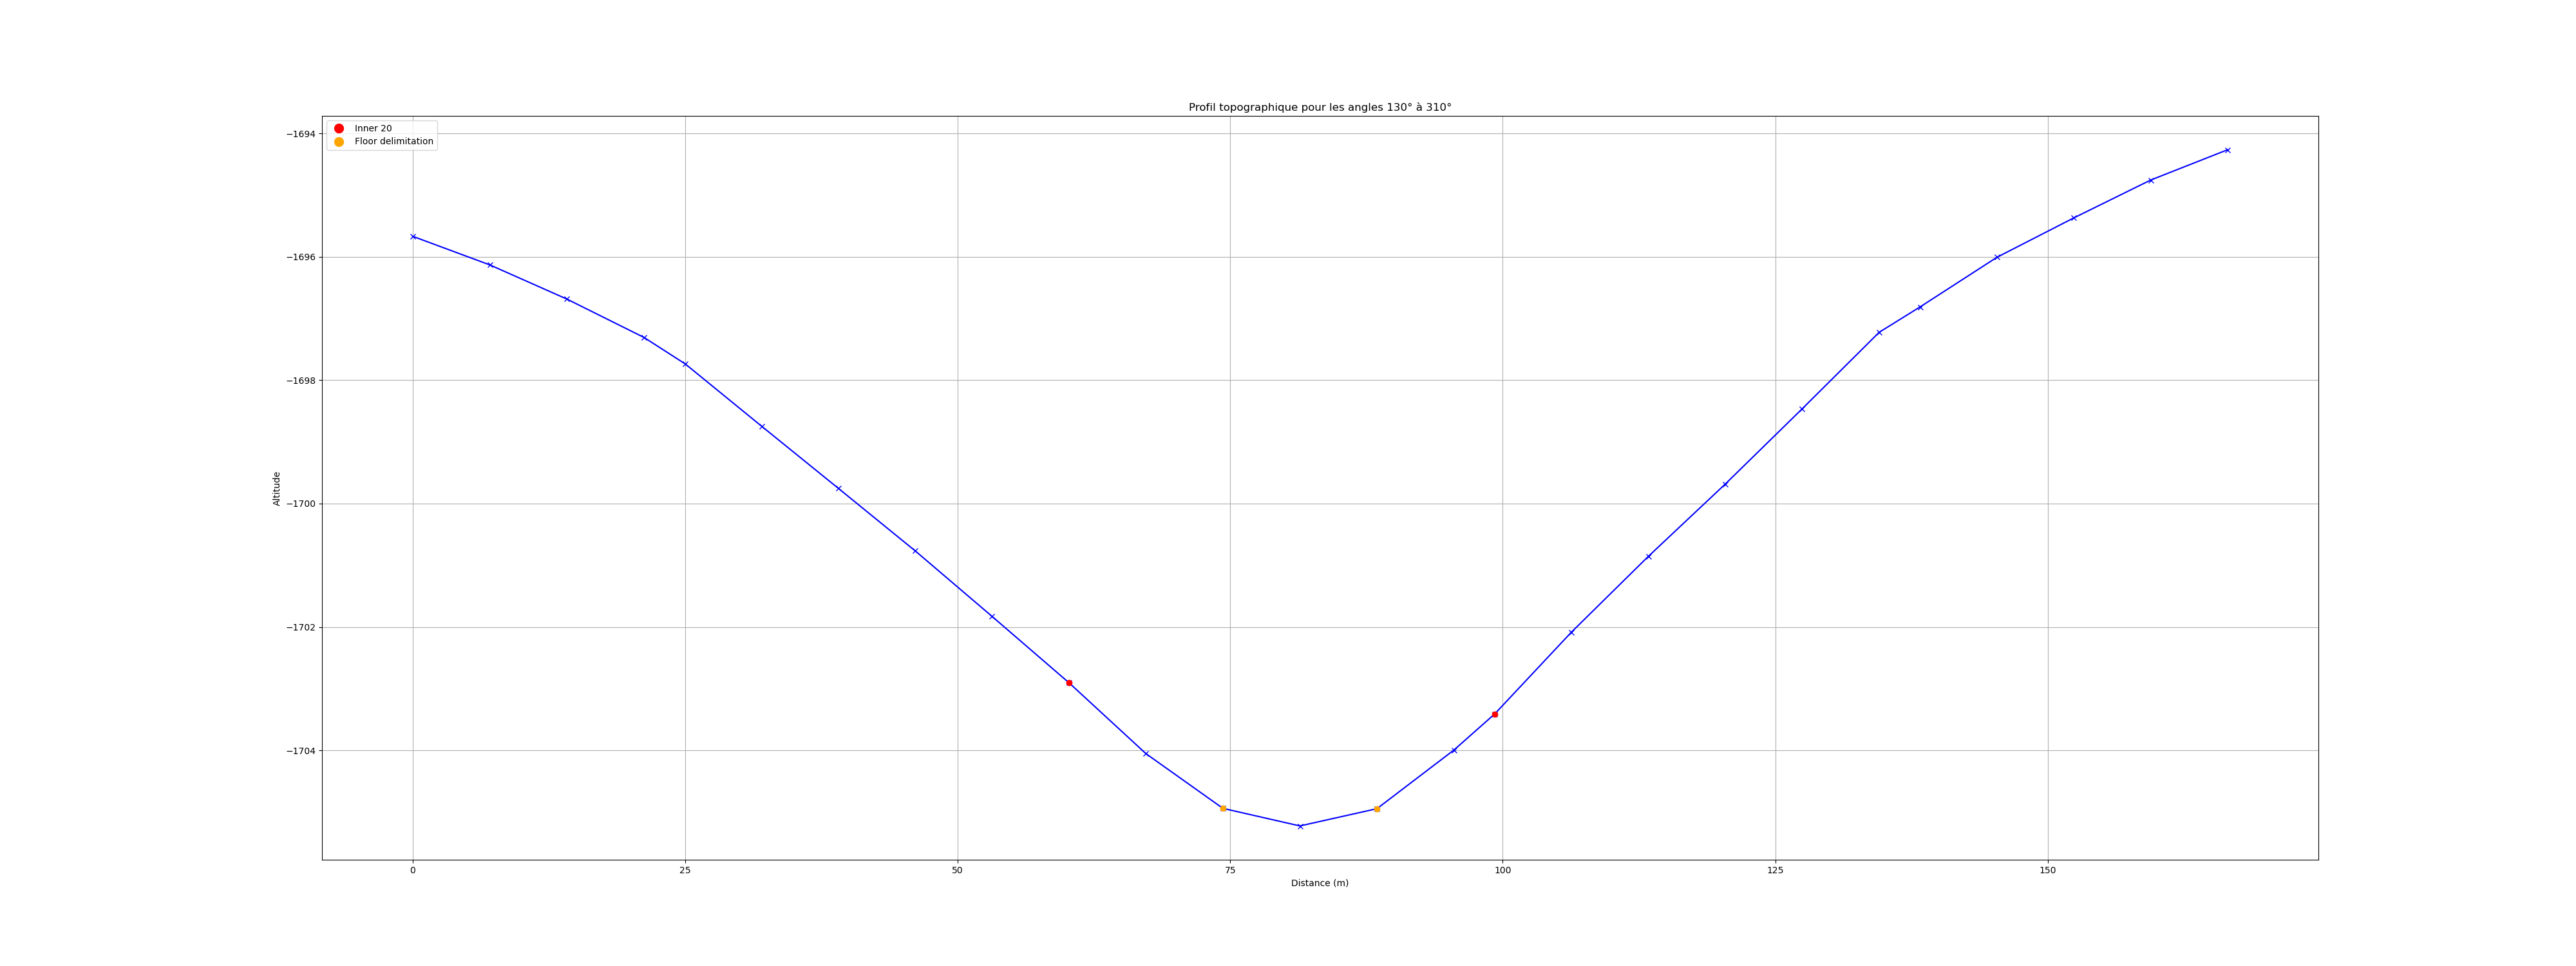 Profil topographique pour les angles 130° à 310°
Inner 20
Floor delimitation
−1694
−1696
−1698
−1700
−1702
−1704
Altitude
0 25 50 75 100 125 150
Distance (m)